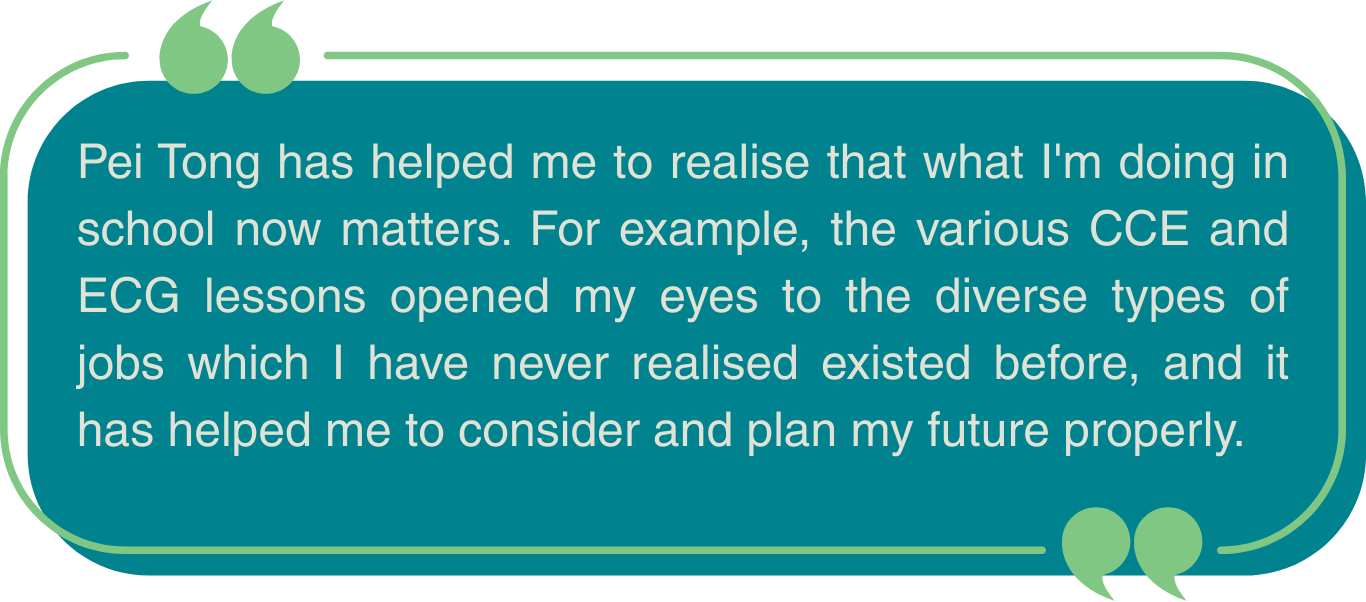 Pei Tong has helped me to realise that what I'm doing in
school now matters. For example, the various CCE and
ECG lessons opened my eyes to the diverse types of
jobs which I have never realised existed before, and it
has helped me to consider and plan my future properly.